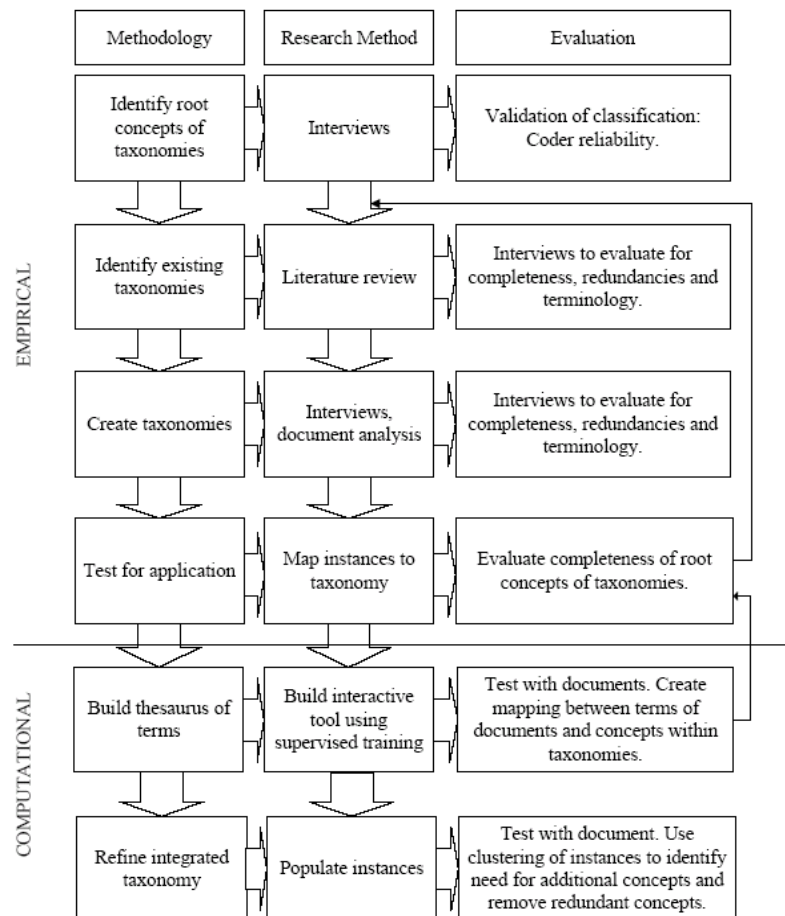 Methodology
Research Method
Evaluation
Identify root
concepts of
taxonomies
Interviews
Validation of classification:
Coder reliability.
EMPIRICAL
Identify existing
taxonomies
Literature review
Interviews to evaluate for
completeness, redundancies and
terminology.
Create taxonomies
Interviews,
document analysis
Interviews to evaluate for
completeness, redundancies and
terminology.
Test for application
Map instances to
taxonomy
Evaluate completeness of root
concepts of taxonomies.
COMPUTATIONAL
Build thesaurus of
terms
Build interactive
tool using
supervised training
Test with documents. Create
mapping between terms of
documents and concepts within
taxonomies.
Refine integrated
taxonomy
Populate instances
Test with document. Use
clustering of instances to identify
need for additional concepts and
remove redundant concepts.